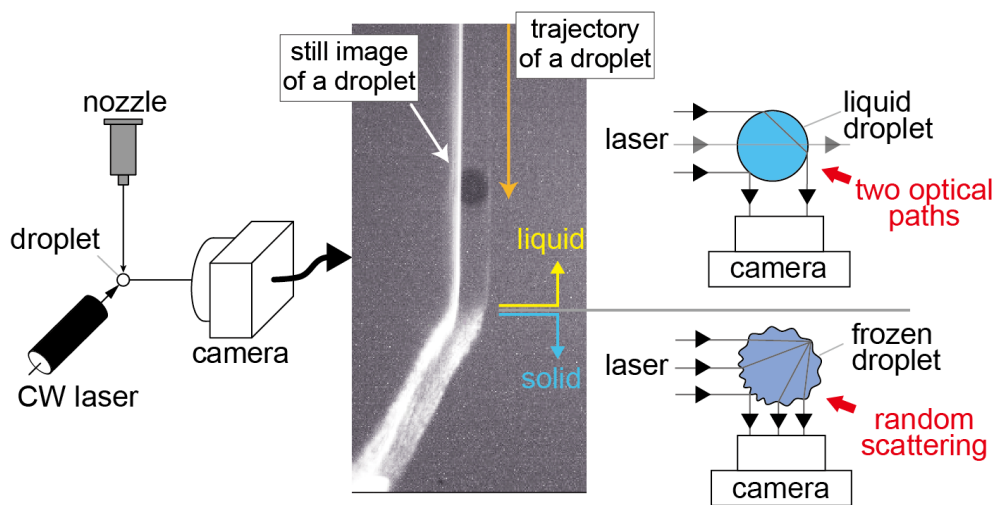 nozzle
droplet
CW laser
camera
still image
of a droplet
trajectory
of a droplet
liquid
solid
laser
liquid
droplet
two optical
paths
camera
laser
frozen
droplet
random
scattering
camera